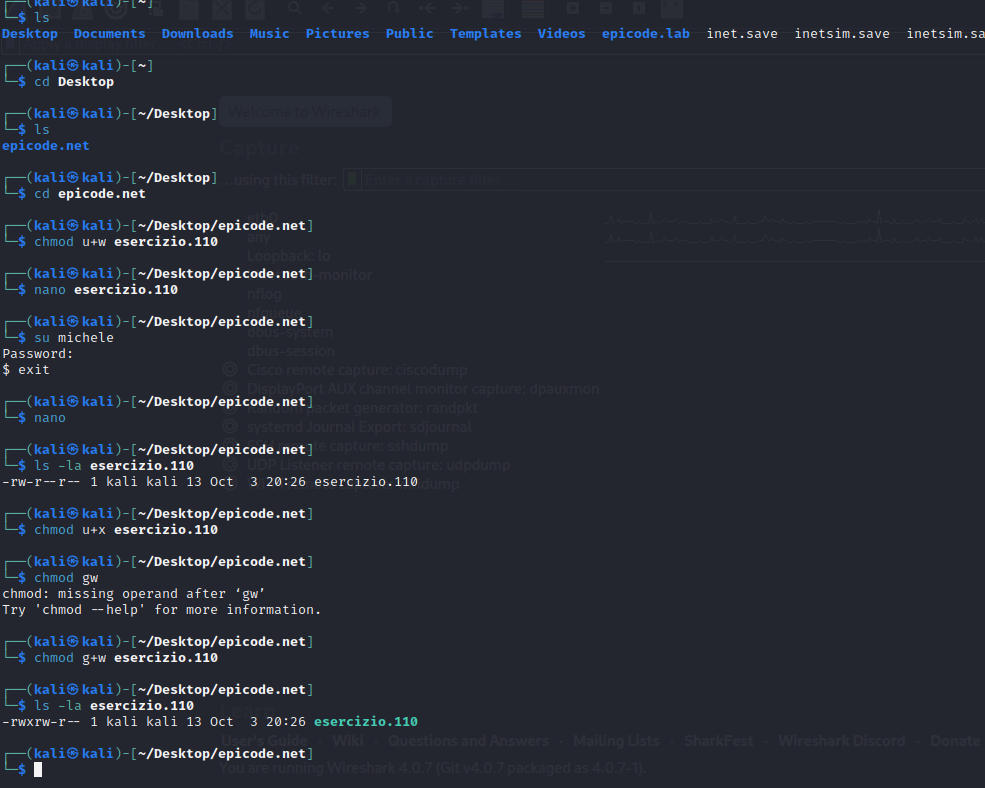 ┌──(kali㉿kali)-[~]
└─$ ls
Desktop Documents Downloads Music Pictures Public Templates Videos epicode.lab inet.save inetsim.save inetsim.sa
┌──(kali㉿kali)-[~]
└─$ cd Desktop
┌──(kali㉿kali)-[~/Desktop]
Welcome to Wireshark
└─$ ls
epicode.net
Capture
┌──(kali㉿kali)-[~/Desktop]
...using this filter: Enter a capture filter
└─$ cd epicode.net
┌──(kali㉿kali)-[~/Desktop/epicode.net]
└─$ chmod u+w esercizio.110
any
Loopback: lo
┌──(kali㉿kali)-[~/Desktop/epicode.net]
└─$ nano esercizio.110
nflog
┌──(kali㉿kali)-[~/Desktop/epicode.net]
└─$ su michele
dbus-system
Password:
dbus-session
$ exit
Cisco remote capture: ciscodump
DisplayPort AUX channel monitor capture: dpauxmon
┌──(kali㉿kali)-[~/Desktop/epicode.net]
Random packet generator: randpkt
└─$ nano
systemd Journal Export: sdjournal
┌──(kali㉿kali)-[~/Desktop/epicode.net]
remote capture: sshdump
└─$ ls -la esercizio.110
UDP Listener remote capture: udpdump
-rw-r--r-- 1 kali kali 13 Oct  3 20:26 esercizio.110
┌──(kali㉿kali)-[~/Desktop/epicode.net]
└─$ chmod u+x esercizio.110
┌──(kali㉿kali)-[~/Desktop/epicode.net]
└─$ chmod gw
chmod: missing operand after ‘gw’
Try 'chmod --help' for more information.
┌──(kali㉿kali)-[~/Desktop/epicode.net]
└─$ chmod g+w esercizio.110
┌──(kali㉿kali)-[~/Desktop/epicode.net]
└─$ ls -la esercizio.110
Learn
-rwxrw-r-- 1 kali kali 13 Oct  3 20:26 esercizio.110
User's Guide · Wiki · Questions and Answers · Mailing Lists · SharkFest · Wireshark Discord · Donate
┌──(kali㉿kali)-[~/Desktop/epicode.net]
└─$
You are running Wireshark 4.0.7 (Git v4.0.7 packaged as 4.0.7-1).